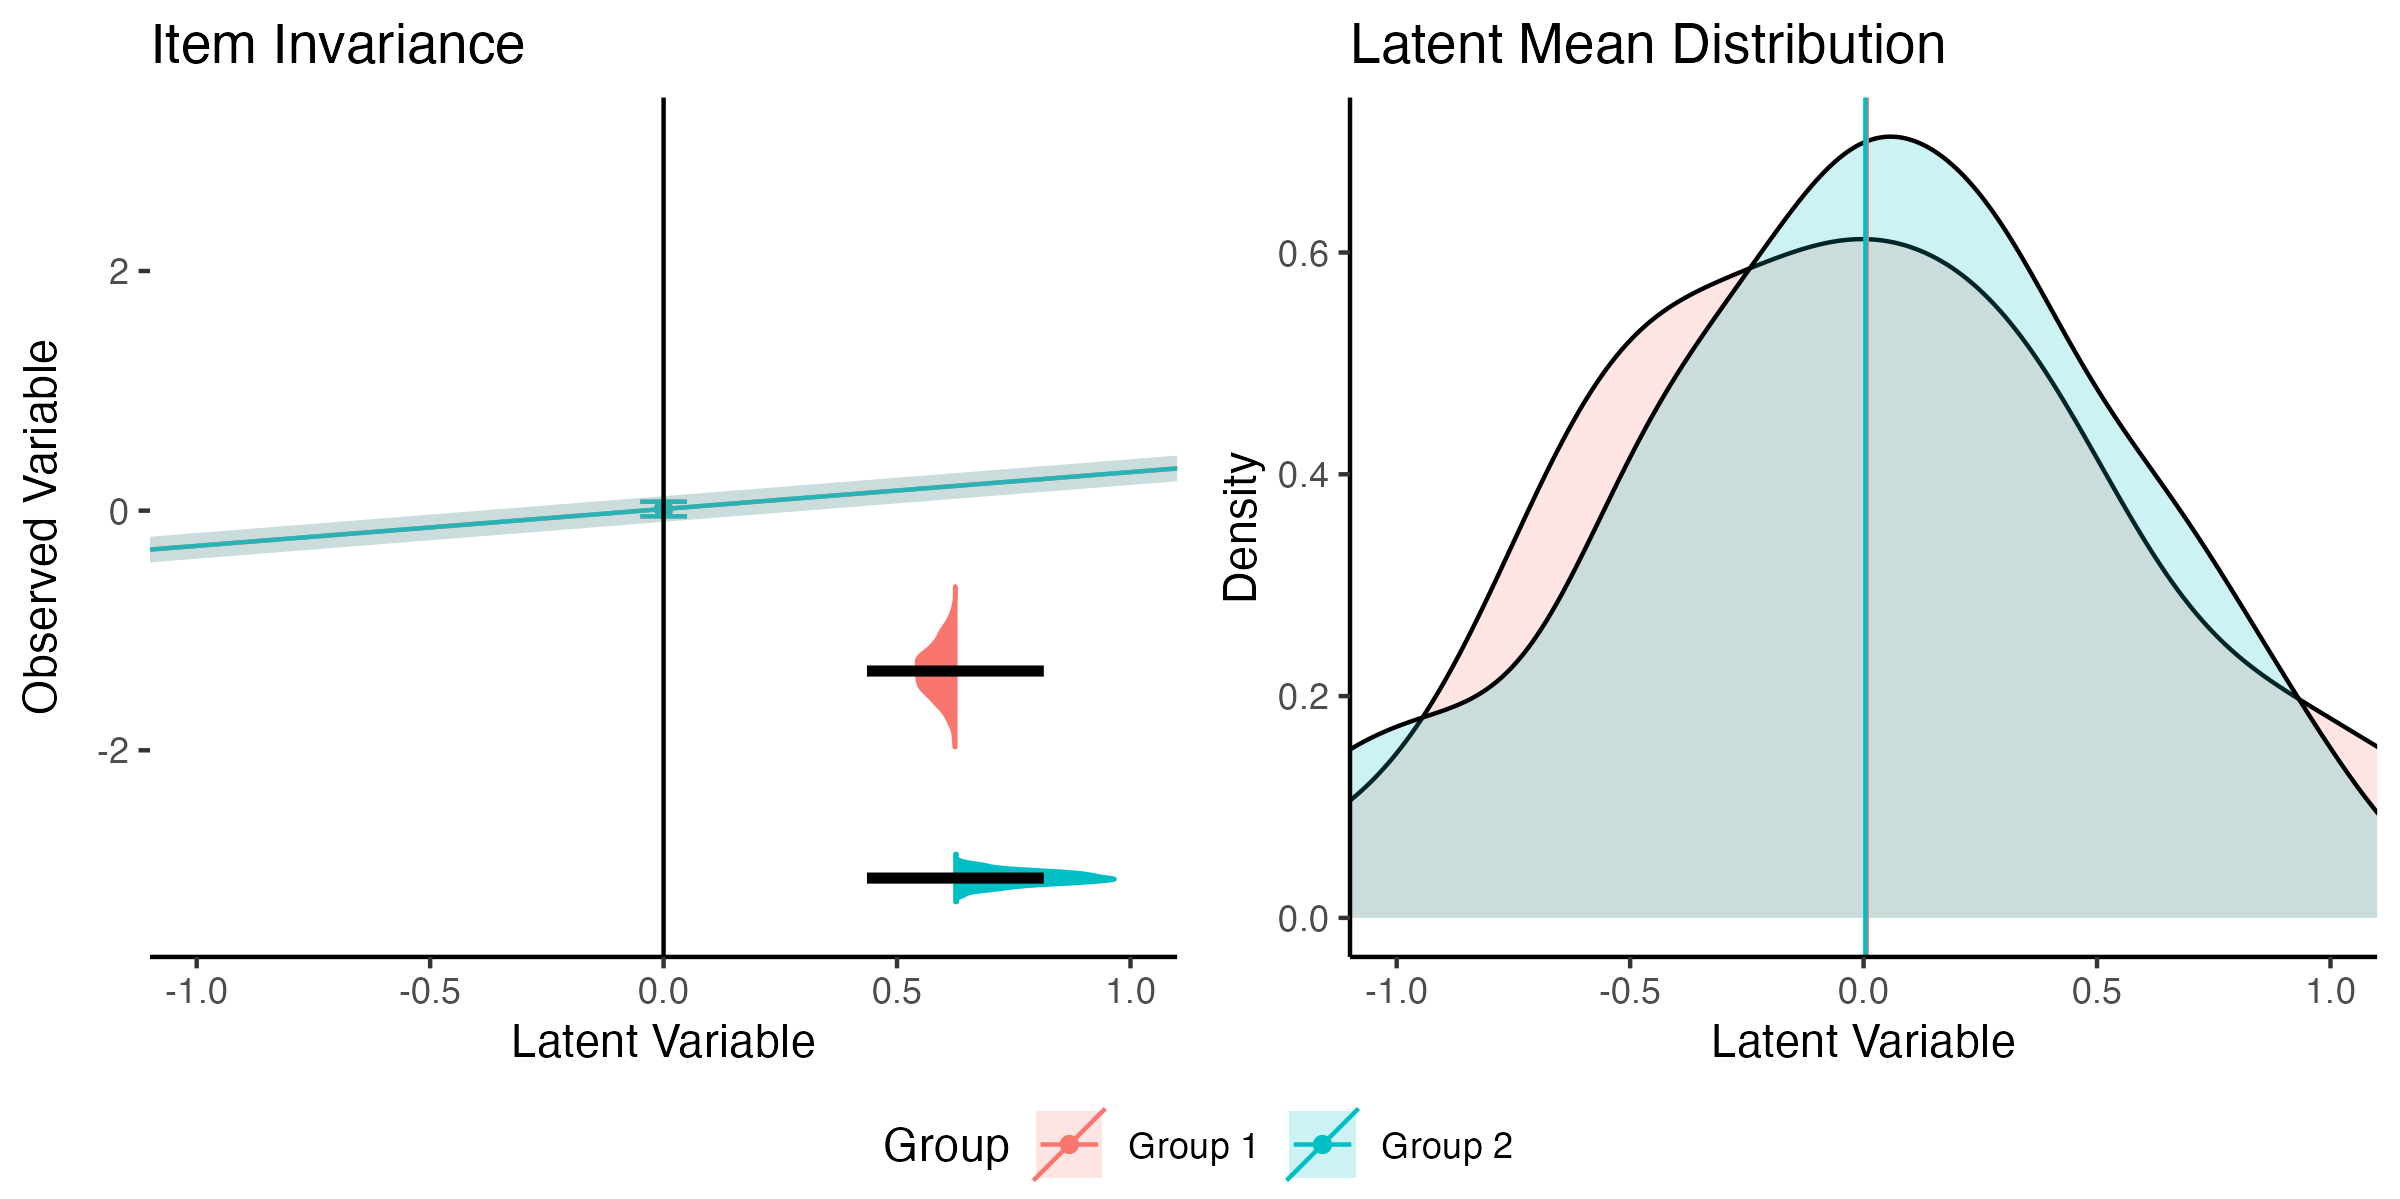 Item Invariance
Observed Variable
2
0
-2
-1.0 -0.5 0.0 0.5 1.0
Latent Variable
Latent Mean Distribution
Density
0.6
0.4
0.2
0.0
-1.0 -0.5 0.0 0.5 1.0
Latent Variable
Group Group 1 Group 2